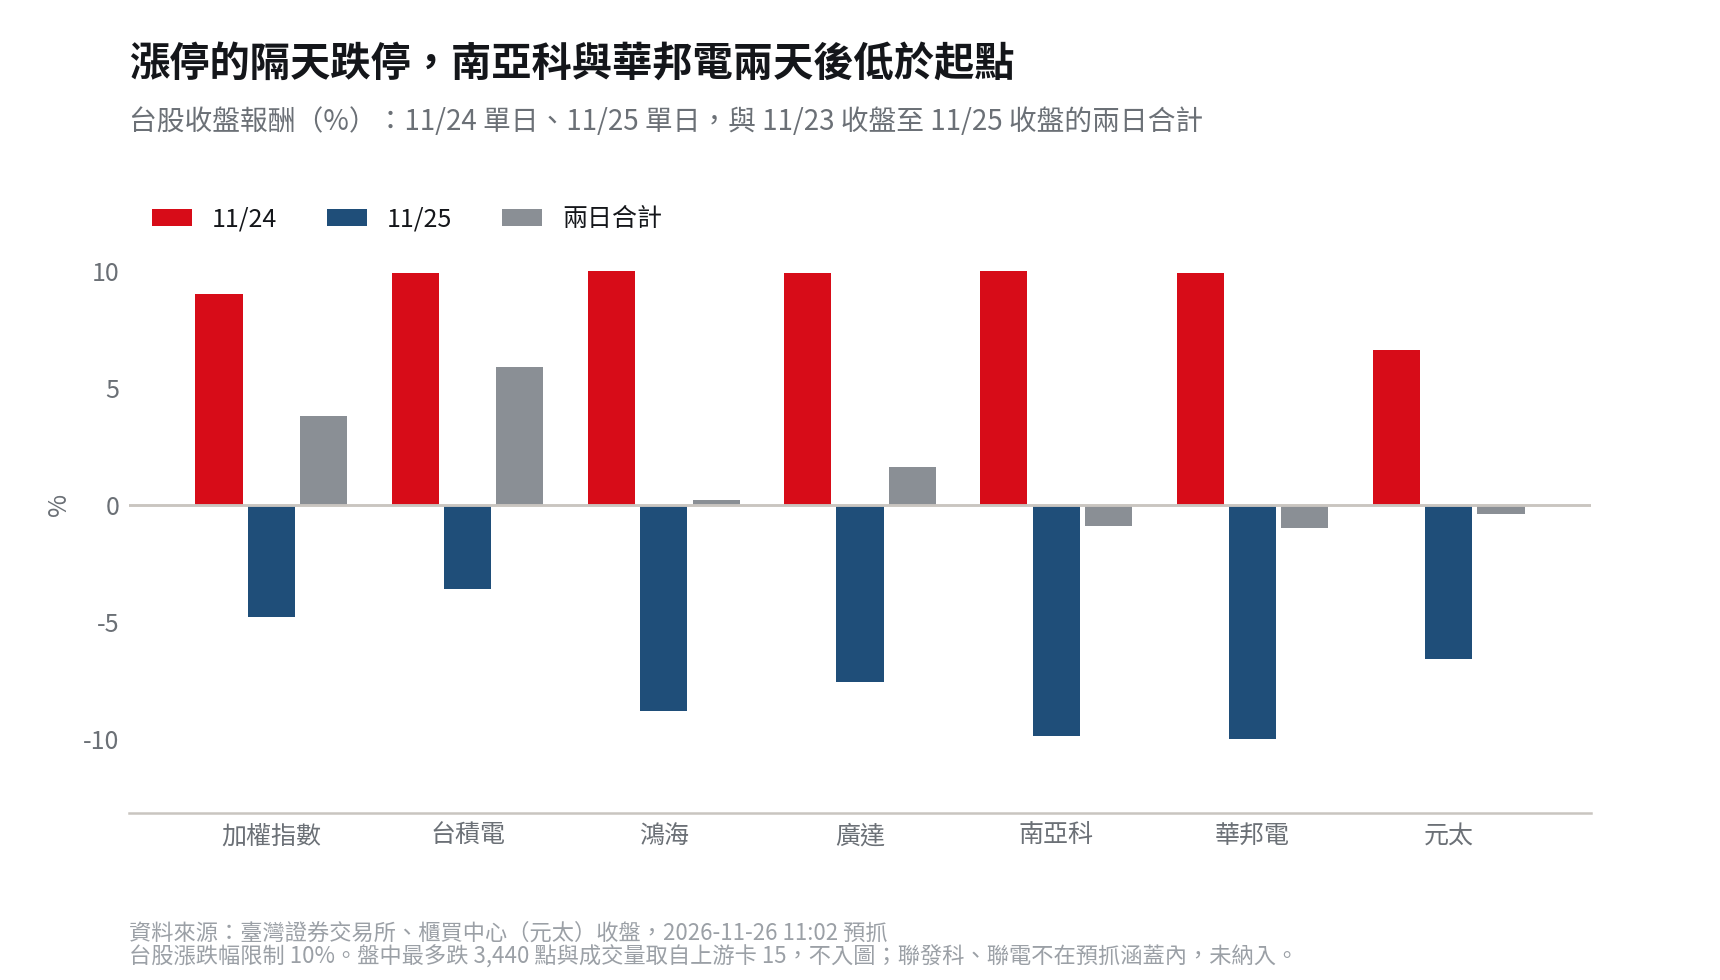 漲停的隔天跌停，南亞科與華邦電兩天後低於起點
台股收盤報酬（%）：11/24 單日、11/25 單日，與 11/23 收盤至 11/25 收盤的兩日合計
11/24 11/25 兩日合計
10
5
0
-5
-10
%
加權指數 台積電 鴻海 廣達 南亞科 華邦電 元太
資料來源：臺灣證券交易所、櫃買中心（元太）收盤，2026-11-26 11:02 預抓
台股漲跌幅限制 10%。盤中最多跌 3,440 點與成交量取自上游卡 15，不入圖；聯發科、聯電不在預抓涵蓋內，未納入。